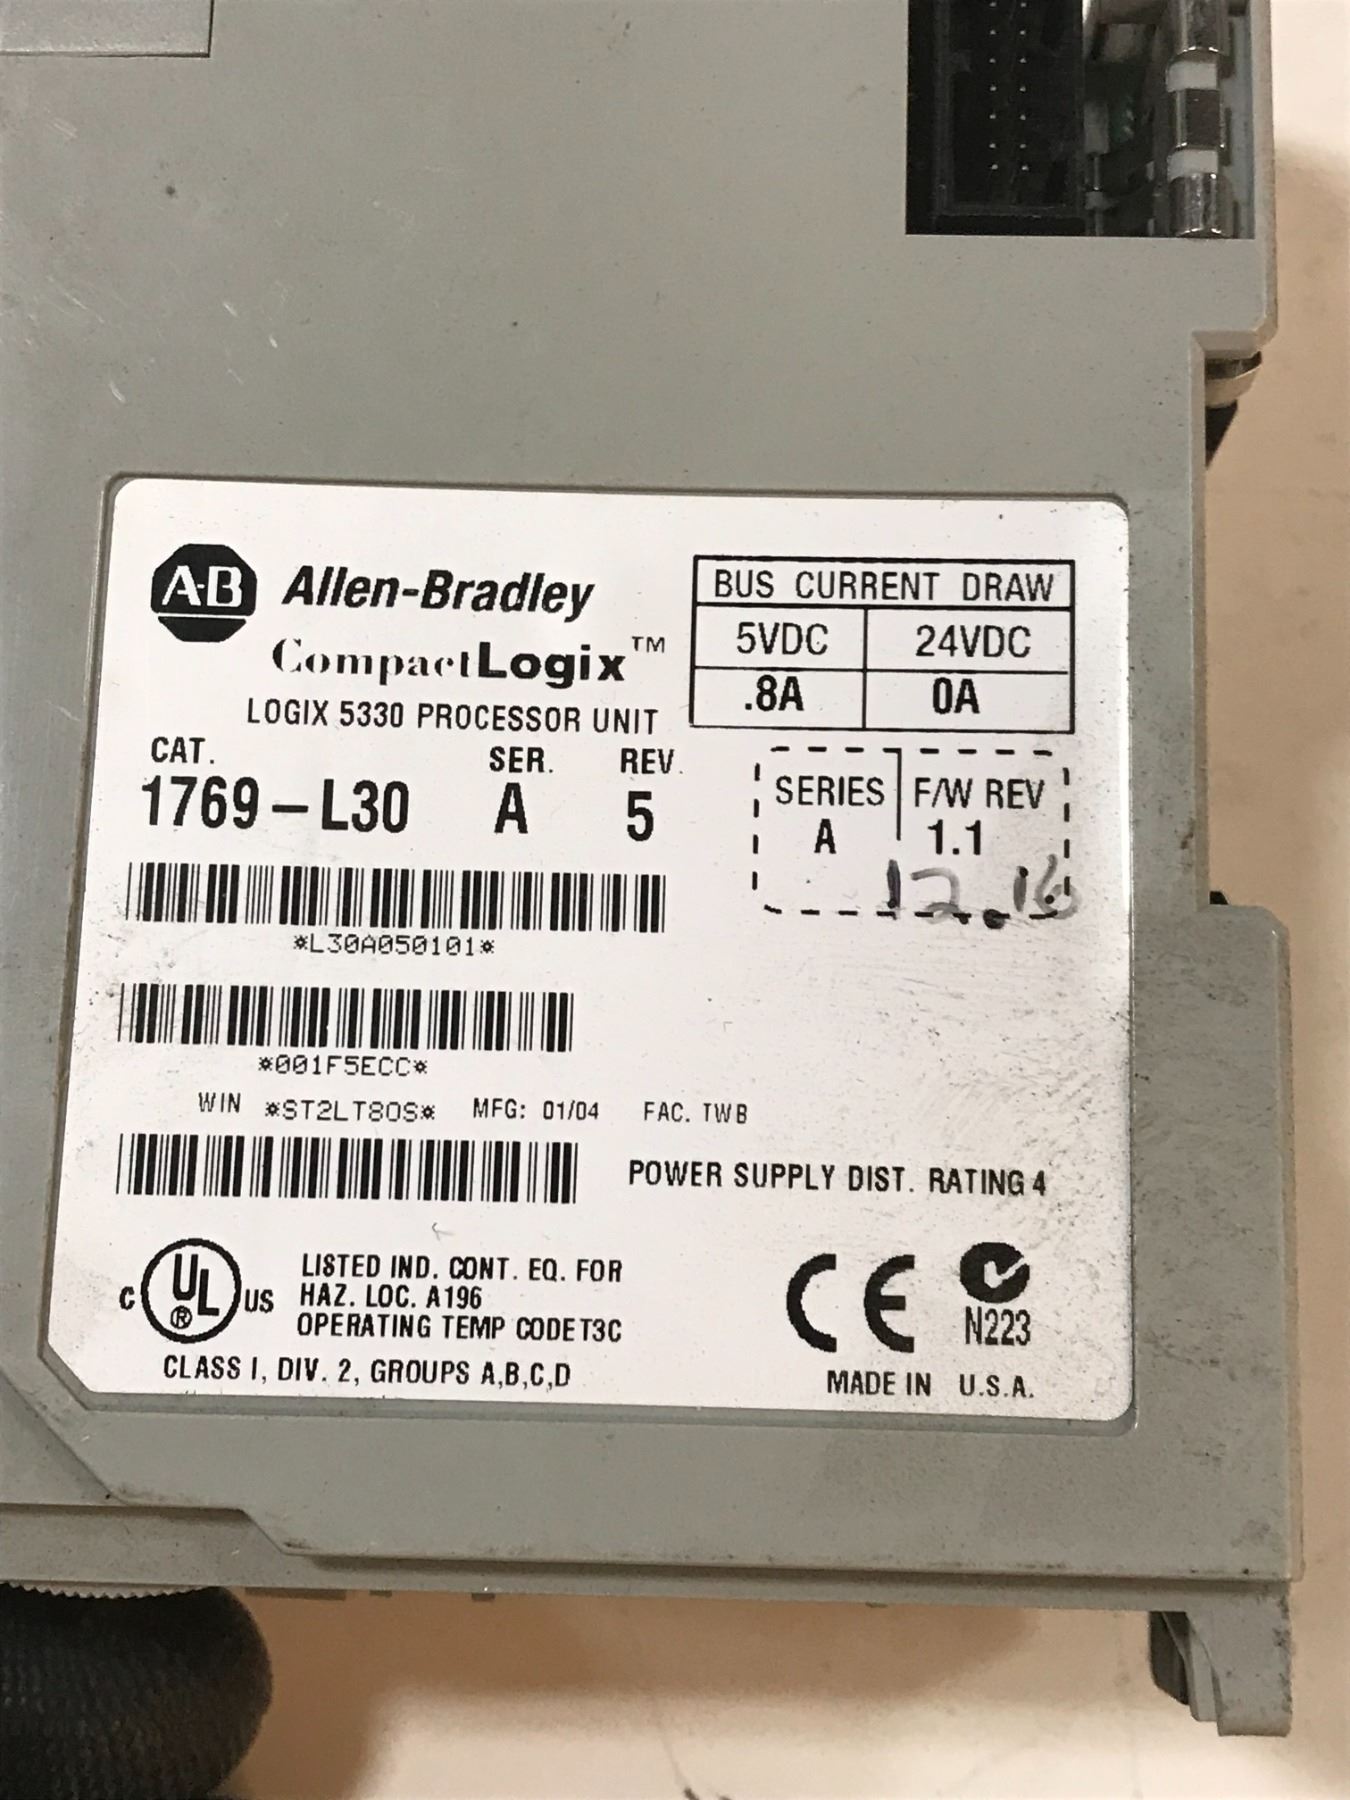 A-B Allen-Bradley
CompactLogix™
LOGIX 5330 PROCESSOR UNIT
BUS CURRENT DRAW
5VDC 24VDC
.8A 0A
CAT. SER. REV.
1769-L30 A 5
SERIES F/W REV
A 1.1
12.16
*L30A050101*
*001F5ECC*
WIN *ST2LT80S* MFG: 01/04 FAC. TWB
POWER SUPPLY DIST. RATING 4
C UL ® US
LISTED IND. CONT. EQ. FOR
HAZ. LOC. A196
OPERATING TEMP CODE T3C
CLASS I, DIV. 2, GROUPS A,B,C,D
CE
N223
MADE IN U.S.A.